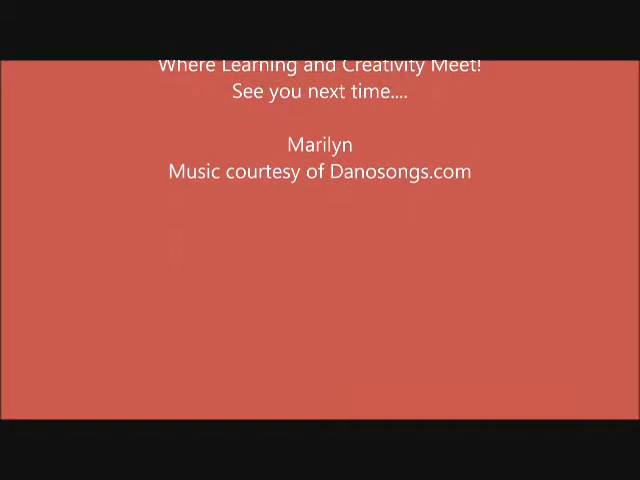 Where Learning and Creativity Meet!
See you next time....
Marilyn
Music courtesy of Danosongs.com